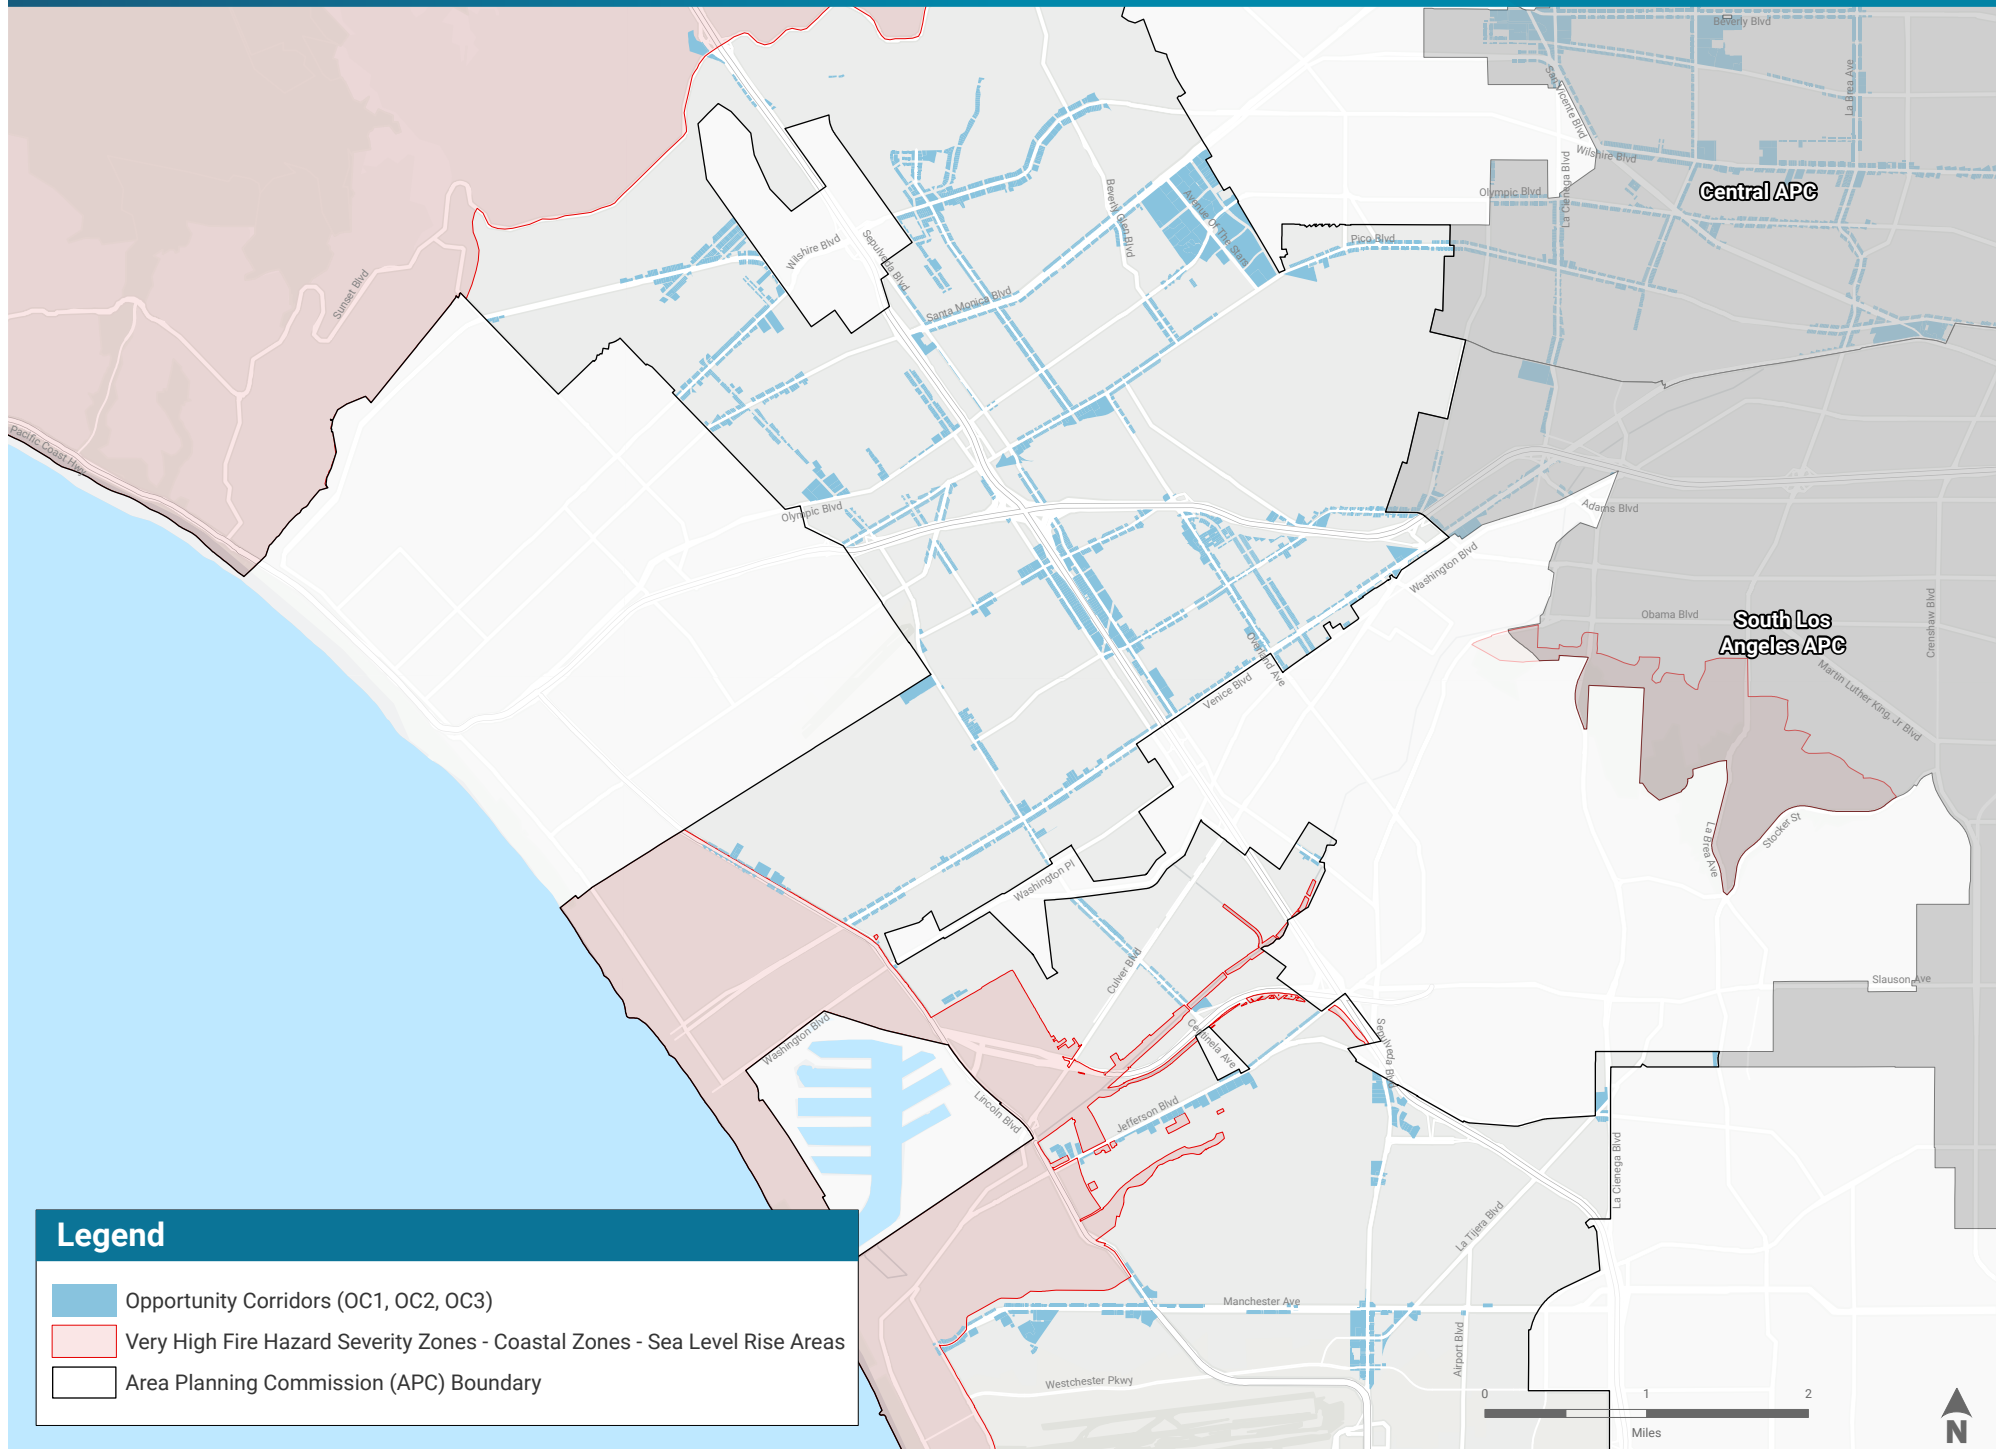 Beverly Blvd
La Brea Ave
San Vicente Blvd
Wilshire Blvd
La Cienega Blvd
Olympic Blvd
Central APC
Beverly Glen Blvd
Avenue Of The Stars
Pico Blvd
Wilshire Blvd
Sepulveda Blvd
Sunset Blvd
Santa Monica Blvd
Pacific Coast Hwy
Olympic Blvd
Adams Blvd
Washington Blvd
Obama Blvd
South Los
Angeles APC
Crenshaw Blvd
Martin Luther King, Jr Blvd
Overland Ave
Venice Blvd
La Brea Ave
Stocker St
Washington Pl
Culver Blvd
Slauson Ave
Washington Blvd
Centinela Ave
Sepulveda Blvd
Lincoln Blvd
Jefferson Blvd
La Cienega Blvd
La Tijera Blvd
Manchester Ave
Airport Blvd
Westchester Pkwy
Legend
Opportunity Corridors (OC1, OC2, OC3)
Very High Fire Hazard Severity Zones - Coastal Zones - Sea Level Rise Areas
Area Planning Commission (APC) Boundary
0 1 2
Miles
N